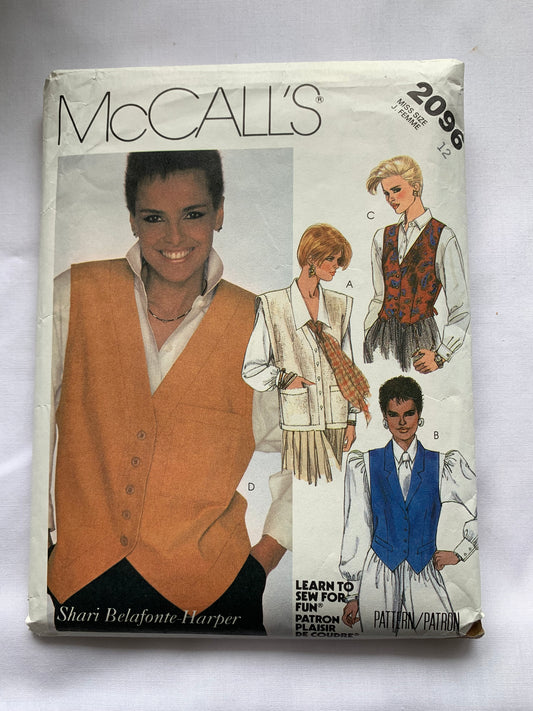 McCALL'S®
2096
MISS SIZE
J. FEMME
12
C
A
B
D
LEARN TO
SEW FOR
FUN®
PATRON
PLAISIR
DE COUDRE®
Shari Belafonte-Harper
PATTERN/PATRON